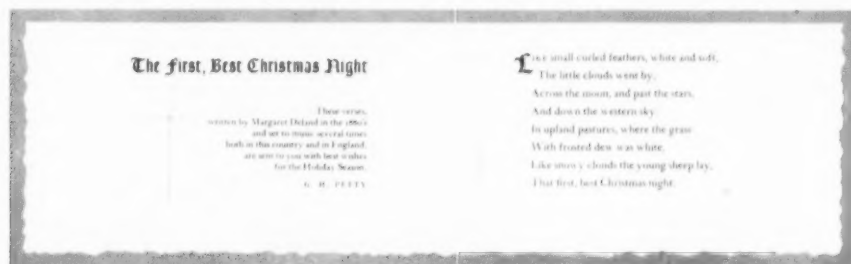 The First, Best Christmas Night
These verses,
written by Margaret Deland in the 1880's
and set to music several times
both in this country and in England,
are sent to you with best wishes
for the Holiday Season.
G. H. PETTY
Like small curled feathers, white and soft,
The little clouds went by,
Across the moon, and past the stars,
And down the western sky.
In upland pastures, where the grass
With frosted dew was white,
Like snowy clouds the young sheep lay,
That first, best Christmas night.